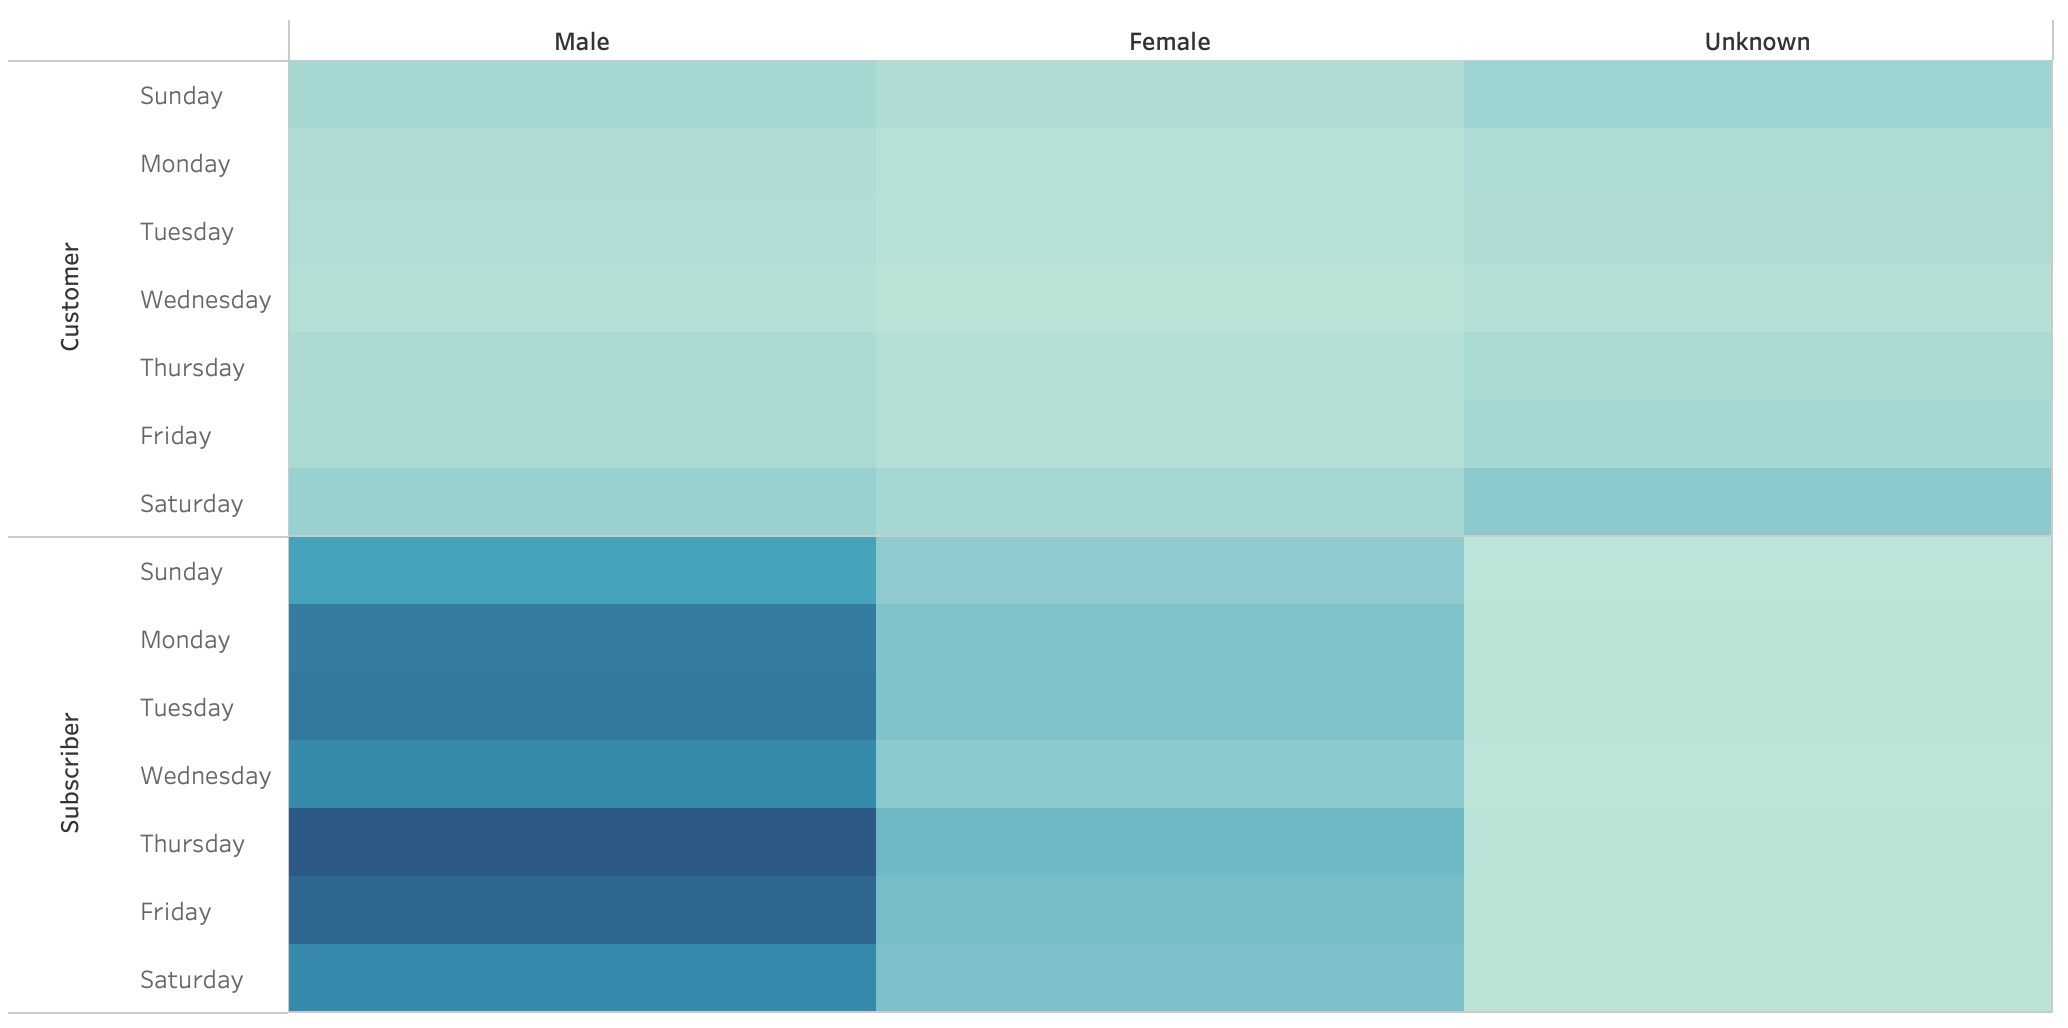 Male Female Unknown
Customer
Sunday
Monday
Tuesday
Wednesday
Thursday
Friday
Saturday
Subscriber
Sunday
Monday
Tuesday
Wednesday
Thursday
Friday
Saturday